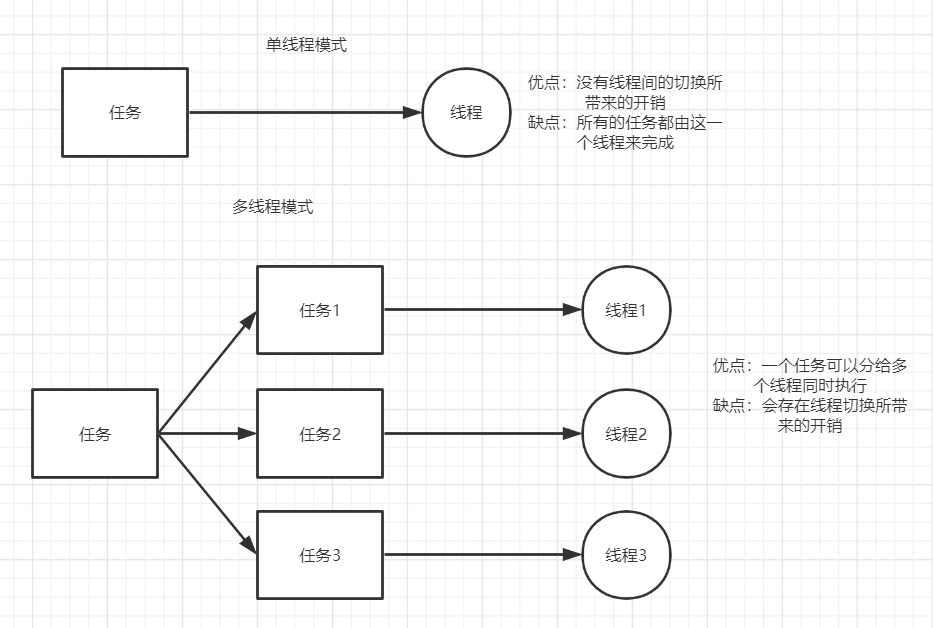 单线程模式
任务
线程
优点：没有线程间的切换所
带来的开销
缺点：所有的任务都由这一
个线程来完成
多线程模式
任务
任务1
线程1
任务2
线程2
任务3
线程3
优点：一个任务可以分给多
个线程同时执行
缺点：会存在线程切换所带
来的开销